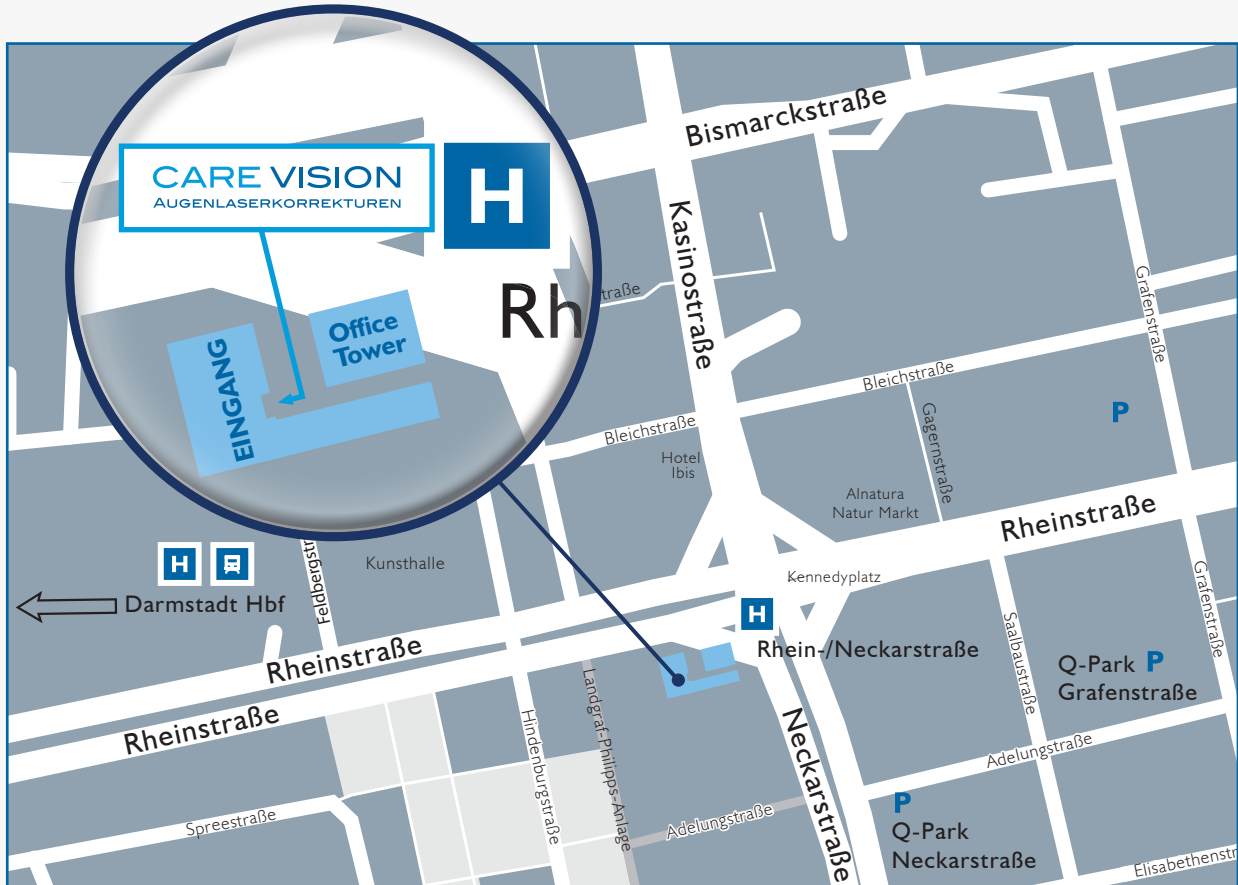 Bismarckstraße
CARE VISION
AUGENLASERKORREKTUREN
H
Kasinostraße
Grafenstraße
Rh
traße
Office
Tower
EINGANG
Bleichstraße
Bleichstraße
Gagernstraße
P
Hotel
Ibis
Alnatura
Natur Markt
Rheinstraße
H
Kunsthalle
Feldbergstr
Kennedyplatz
Grafenstraße
Darmstadt Hbf
H
Rhein-/Neckarstraße
Saalbaustraße
Rheinstraße
Q-Park P
Grafenstraße
Rheinstraße
Hindenburgstraße
Landgraf-Philipps-Anlage
Neckarstraße
Adelungstraße
Spreestraße
Adelungstraße
P
Q-Park
Neckarstraße
Elisabethenstr